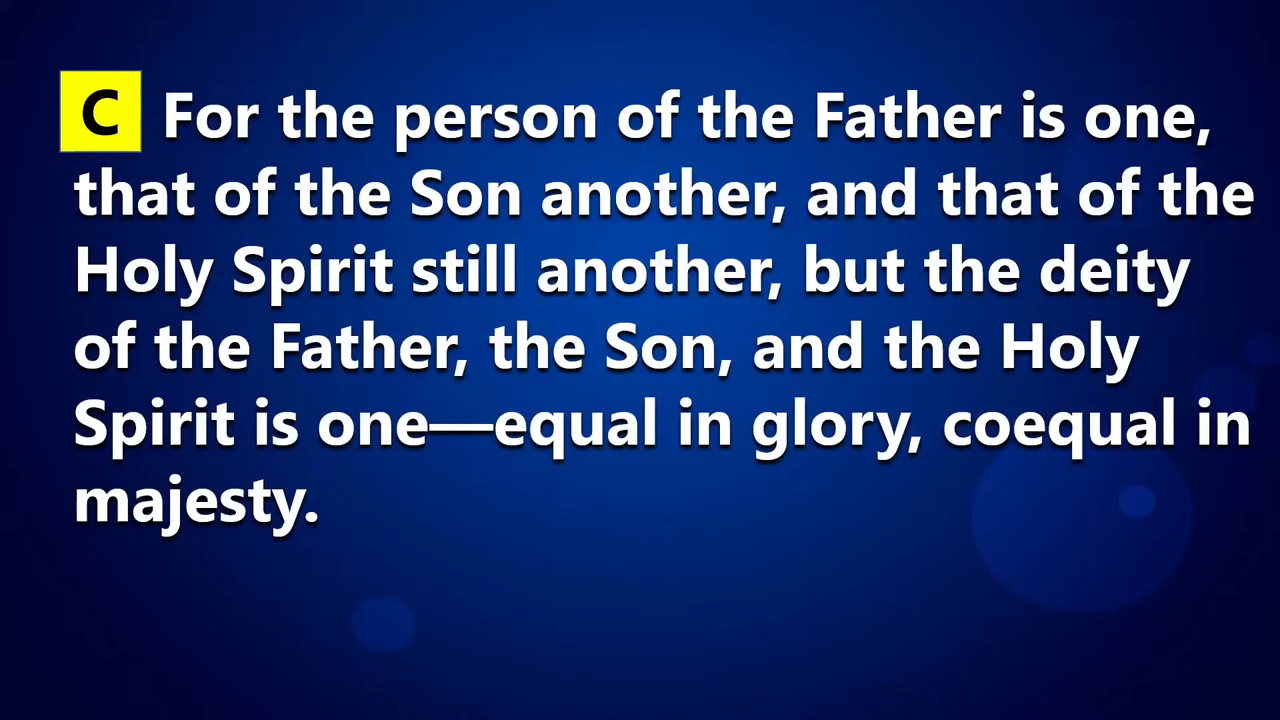 C For the person of the Father is one,
that of the Son another, and that of the
Holy Spirit still another, but the deity
of the Father, the Son, and the Holy
Spirit is one—equal in glory, coequal in
majesty.